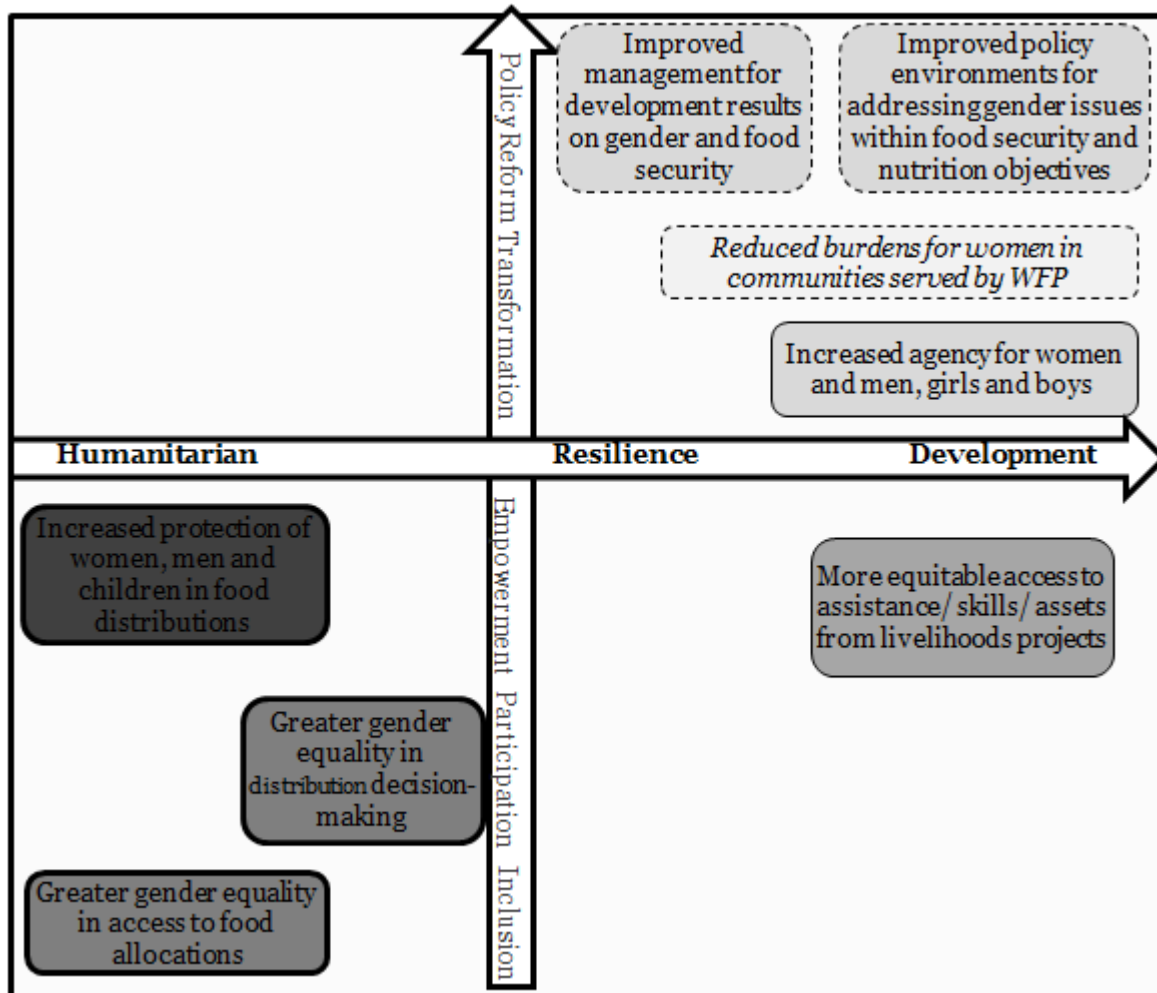 Improved
management for
development results
on gender and food
security
Improved policy
environments for
addressing gender issues
within food security and
nutrition objectives
Reduced burdens for women in
communities served by WFP
Increased agency for women
and men, girls and boys
Policy Reform Transformation
Humanitarian
Resilience
Development
Empowerment Participation Inclusion
Increased protection of
women, men and
children in food
distributions
More equitable access to
assistance/ skills/ assets
from livelihoods projects
Greater gender
equality in
distribution decision-
making
Greater gender equality
in access to food
allocations